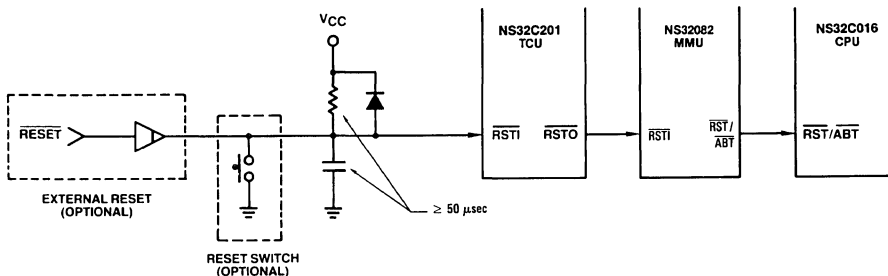 VCC
NS32C201
TCU
NS32082
MMU
NS32C016
CPU
RESET
RSTI
RSTO
RSTI
RST/
ABT
RST/ABT
EXTERNAL RESET
(OPTIONAL)
≥ 50 µsec
RESET SWITCH
(OPTIONAL)